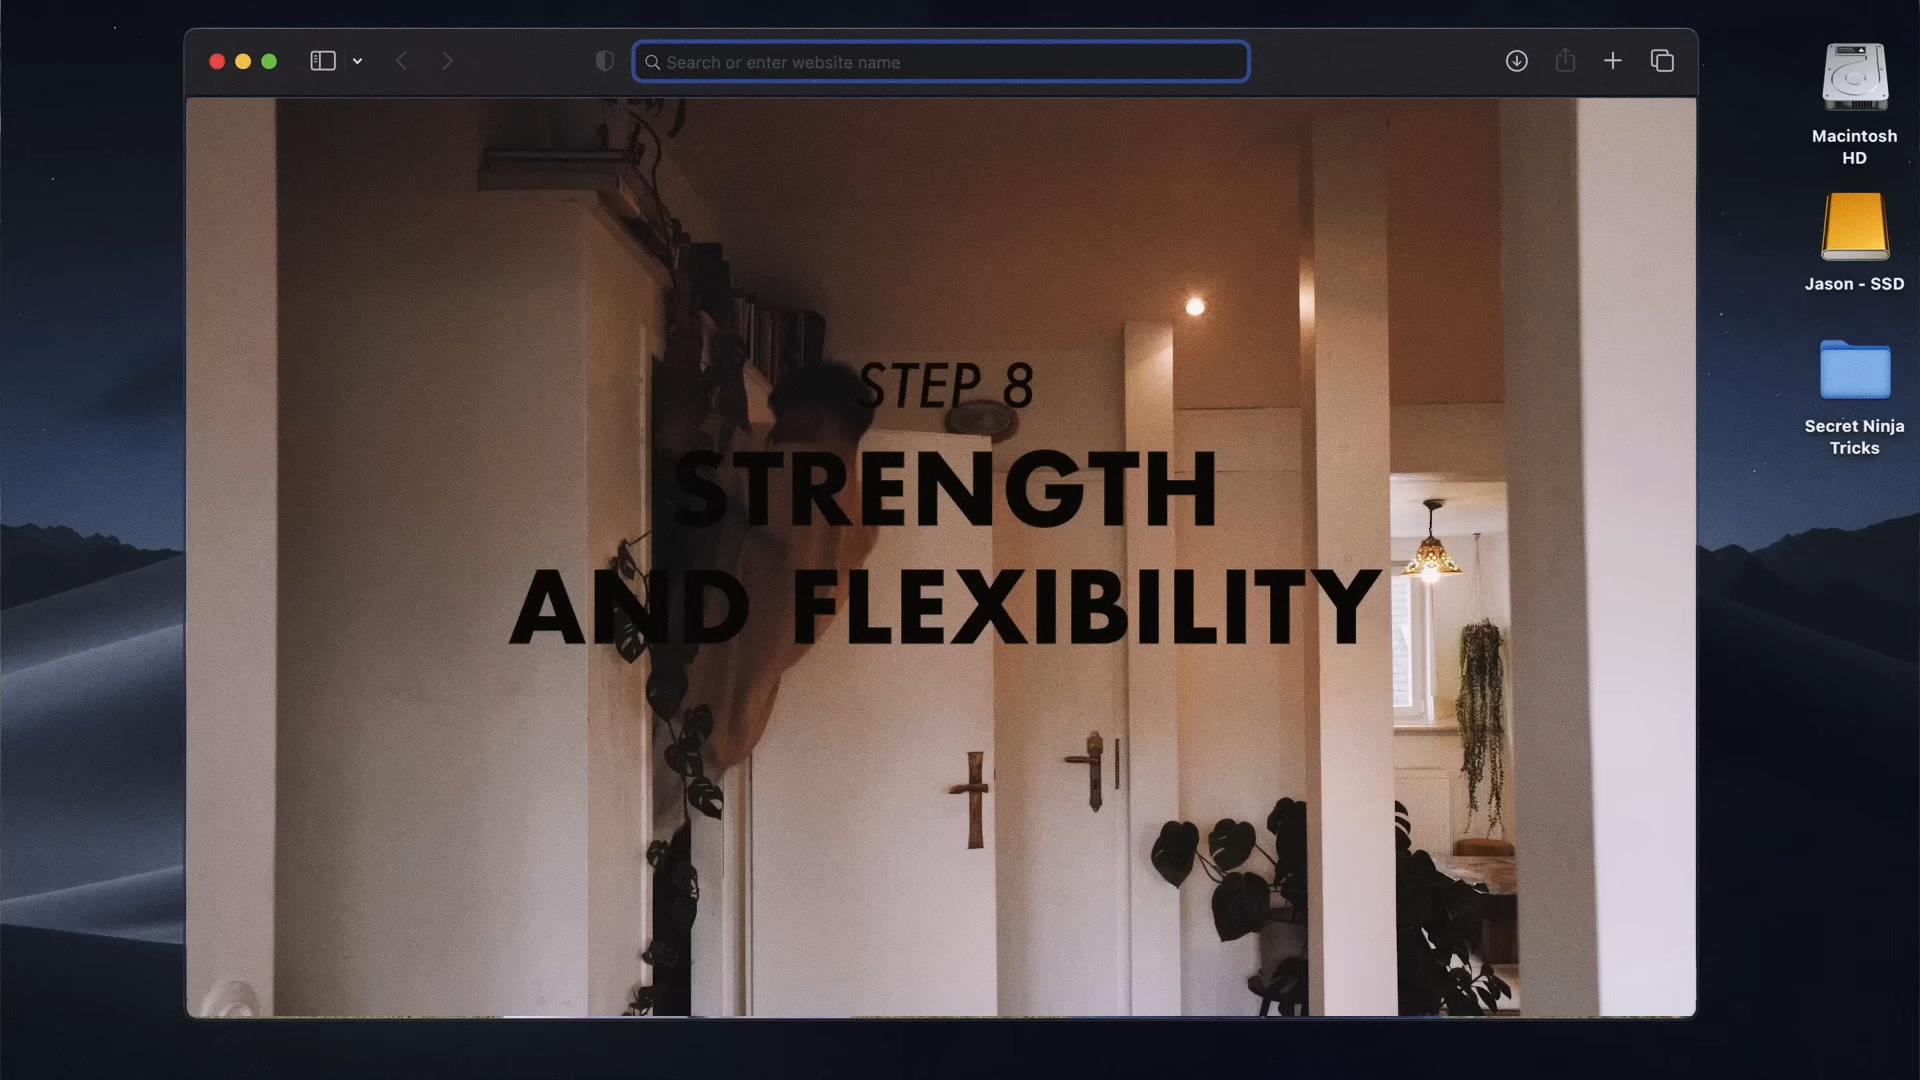 Search or enter website name
Macintosh
HD
Jason - SSD
Secret Ninja
Tricks
STEP 8
STRENGTH
AND FLEXIBILITY